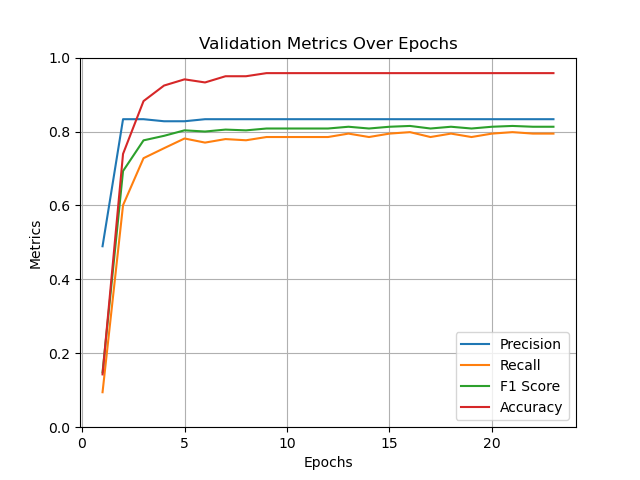 Validation Metrics Over Epochs
1.0
0.8
0.6
0.4
0.2
0.0
Metrics
0 5 10 15 20
Epochs
Precision
Recall
F1 Score
Accuracy